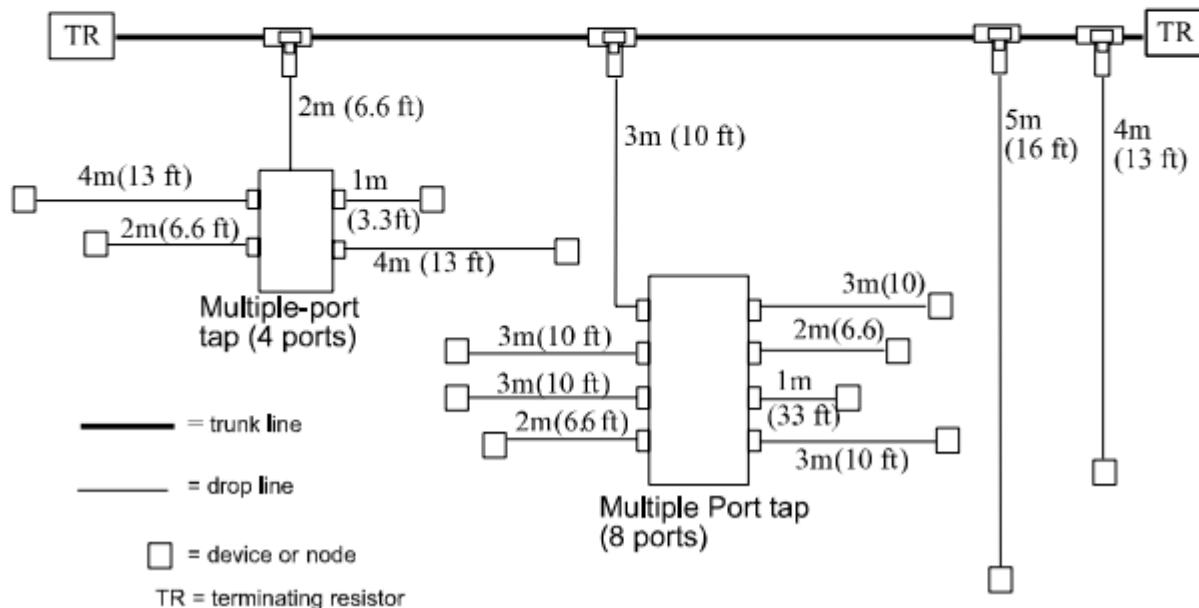 TR
TR
2m (6.6 ft)
3m (10 ft)
5m
(16 ft)
4m
(13 ft)
4m(13 ft)
1m
(3.3ft)
2m(6.6 ft)
4m (13 ft)
Multiple-port
tap (4 ports)
3m(10)
3m(10 ft)
2m(6.6)
3m(10 ft)
1m
(33 ft)
2m(6.6 ft)
3m(10 ft)
Multiple Port tap
(8 ports)
= trunk line
= drop line
= device or node
TR = terminating resistor